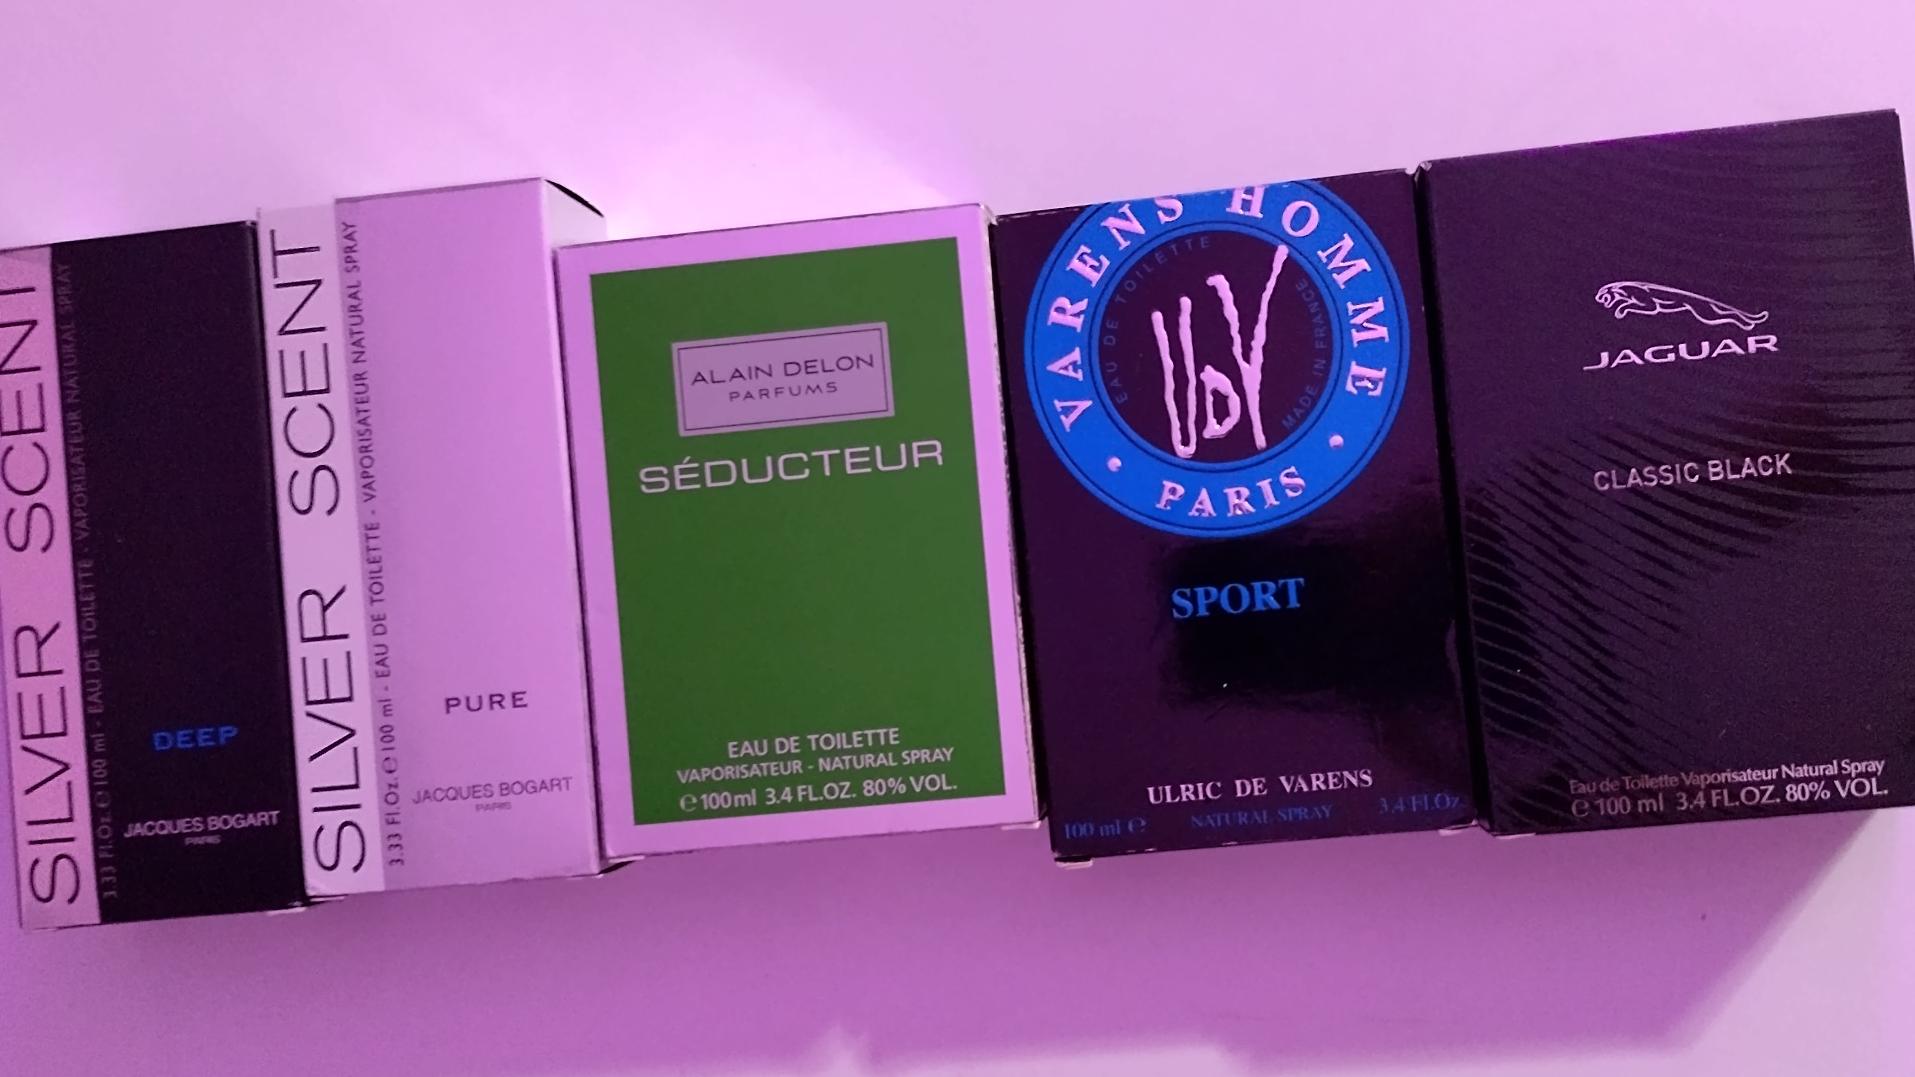 SILVER SCENT
3.33 Fl.Oz. ℮ 100 ml - EAU DE TOILETTE - VAPORISATEUR NATURAL SPRAY
DEEP
JACQUES BOGART
PARIS
SILVER SCENT
3.33 Fl.Oz. ℮ 100 ml - EAU DE TOILETTE - VAPORISATEUR NATURAL SPRAY
PURE
JACQUES BOGART
PARIS
ALAIN DELON
PARFUMS
SÉDUCTEUR
EAU DE TOILETTE
VAPORISATEUR - NATURAL SPRAY
℮ 100ml 3.4 FL.OZ. 80% VOL.
VARENS HOMME
EAU DE TOILETTE
MADE IN FRANCE
UDV
• PARIS •
SPORT
ULRIC DE VARENS
100 ml ℮ NATURAL SPRAY 3.4 Fl.Oz.
JAGUAR
CLASSIC BLACK
Eau de Toilette Vaporisateur Natural Spray
℮ 100 ml 3.4 FL.OZ. 80% VOL.